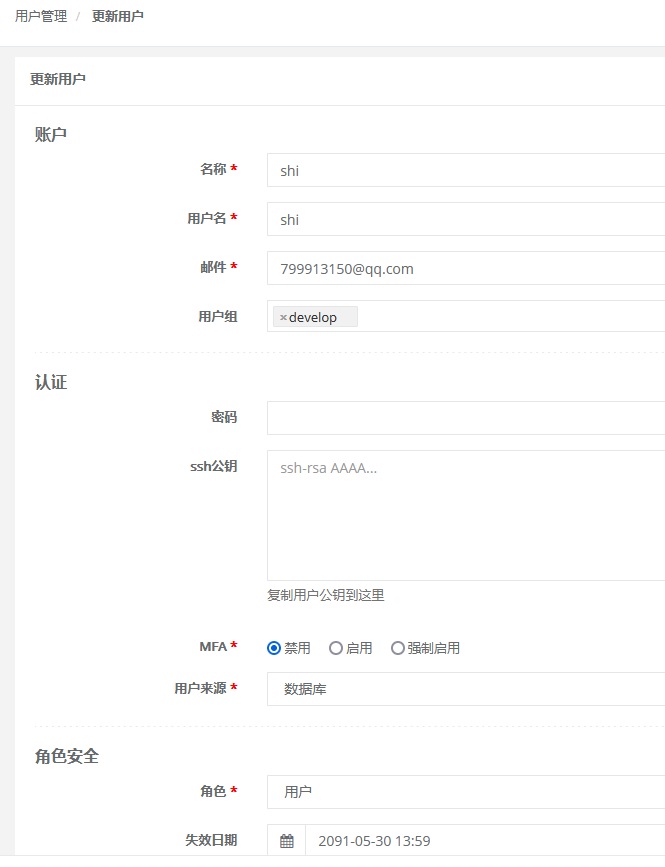 用户管理 / 更新用户
更新用户
账户
名称 * shi
用户名 * shi
邮件 * 799913150@qq.com
用户组 ×develop
认证
密码
ssh公钥 ssh-rsa AAAA...
复制用户公钥到这里
MFA * 禁用 启用 强制启用
用户来源 * 数据库
角色安全
角色 * 用户
失效日期 2091-05-30 13:59